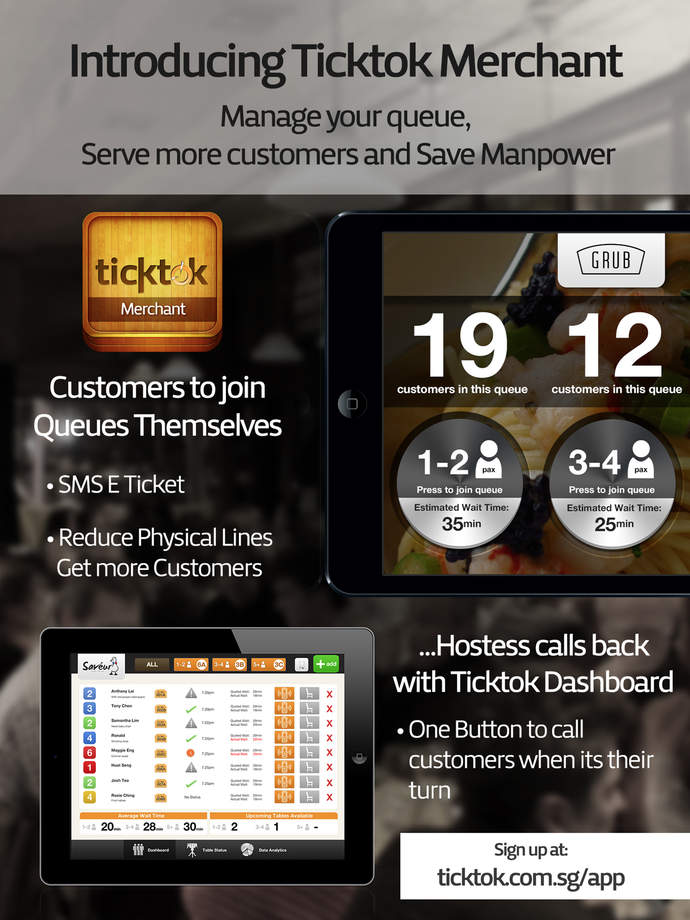 Introducing Ticktok Merchant
Manage your queue,
Serve more customers and Save Manpower
ticktok
Merchant
Customers to join
Queues Themselves
• SMS E Ticket
• Reduce Physical Lines
Get more Customers
GRUB
19 12
customers in this queue customers in this queue
1-2 pax 3-4 pax
Press to join queue Press to join queue
Estimated Wait Time: Estimated Wait Time:
35min 25min
Saveur ALL 1-2 3-4 5+ add
2 Anthony Lai
3 Tony Chen
2 Samantha Lim
4 Ronald
6 Maggie Eng
1 Huat Seng
2 Josh Teo
4 Rosie Ching No Status
Average Wait Time Upcoming Tables Available
1-2 20min 3-4 28min 5+ 30min 1-2 2 3-4 1 5+ -
Dashboard Table Status Data Analytics
...Hostess calls back
with Ticktok Dashboard
• One Button to call
customers when its their
turn
Sign up at:
ticktok.com.sg/app